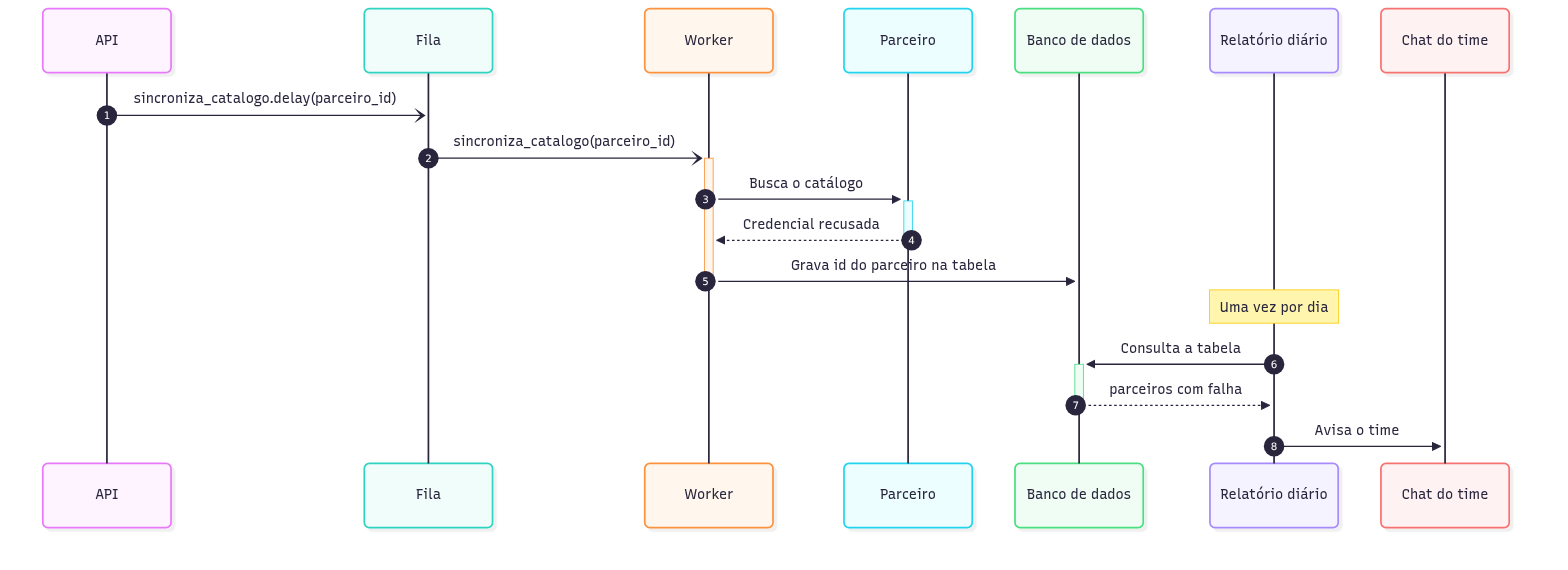 API
Fila
Worker
Parceiro
Banco de dados
Relatório diário
Chat do time
1
sincroniza_catalogo.delay(parceiro_id)
2
sincroniza_catalogo(parceiro_id)
3
Busca o catálogo
Credencial recusada
4
5
Grava id do parceiro na tabela
Uma vez por dia
Consulta a tabela
6
7
parceiros com falha
8
Avisa o time
API
Fila
Worker
Parceiro
Banco de dados
Relatório diário
Chat do time